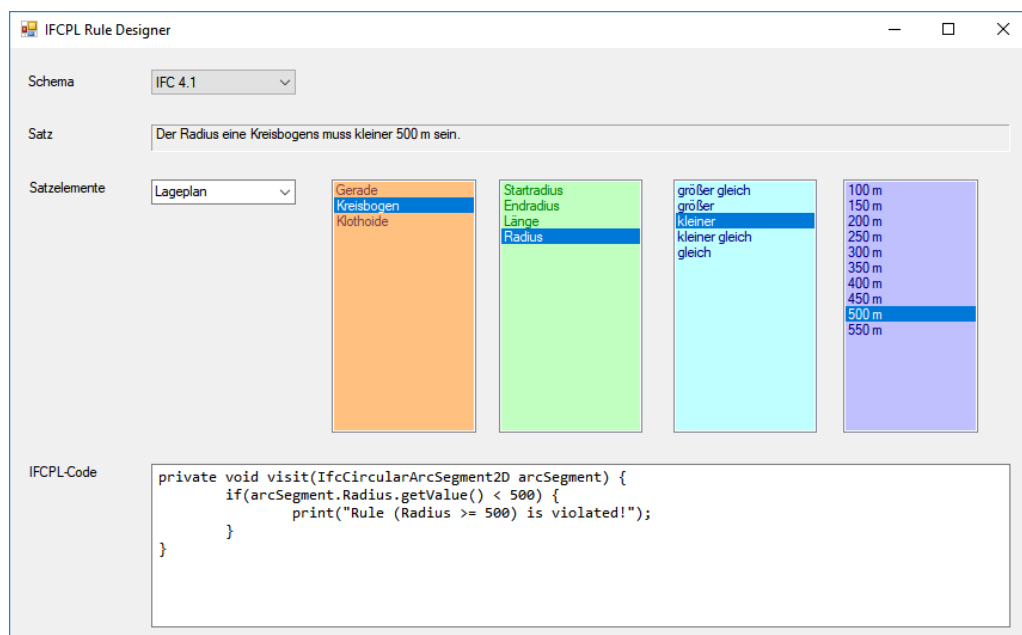 IFCPL Rule Designer
Schema
IFC 4.1
Satz
Der Radius eine Kreisbogens muss kleiner 500 m sein.
Satzelemente
Lageplan
Gerade
Kreisbogen
Klothoide
Startradius
Endradius
Länge
Radius
größer gleich
größer
kleiner
kleiner gleich
gleich
100 m
150 m
200 m
250 m
300 m
350 m
400 m
450 m
500 m
550 m
IFCPL-Code
private void visit(IfcCircularArcSegment2D arcSegment) {
if(arcSegment.Radius.getValue() < 500) {
print("Rule (Radius >= 500) is violated!");
}
}